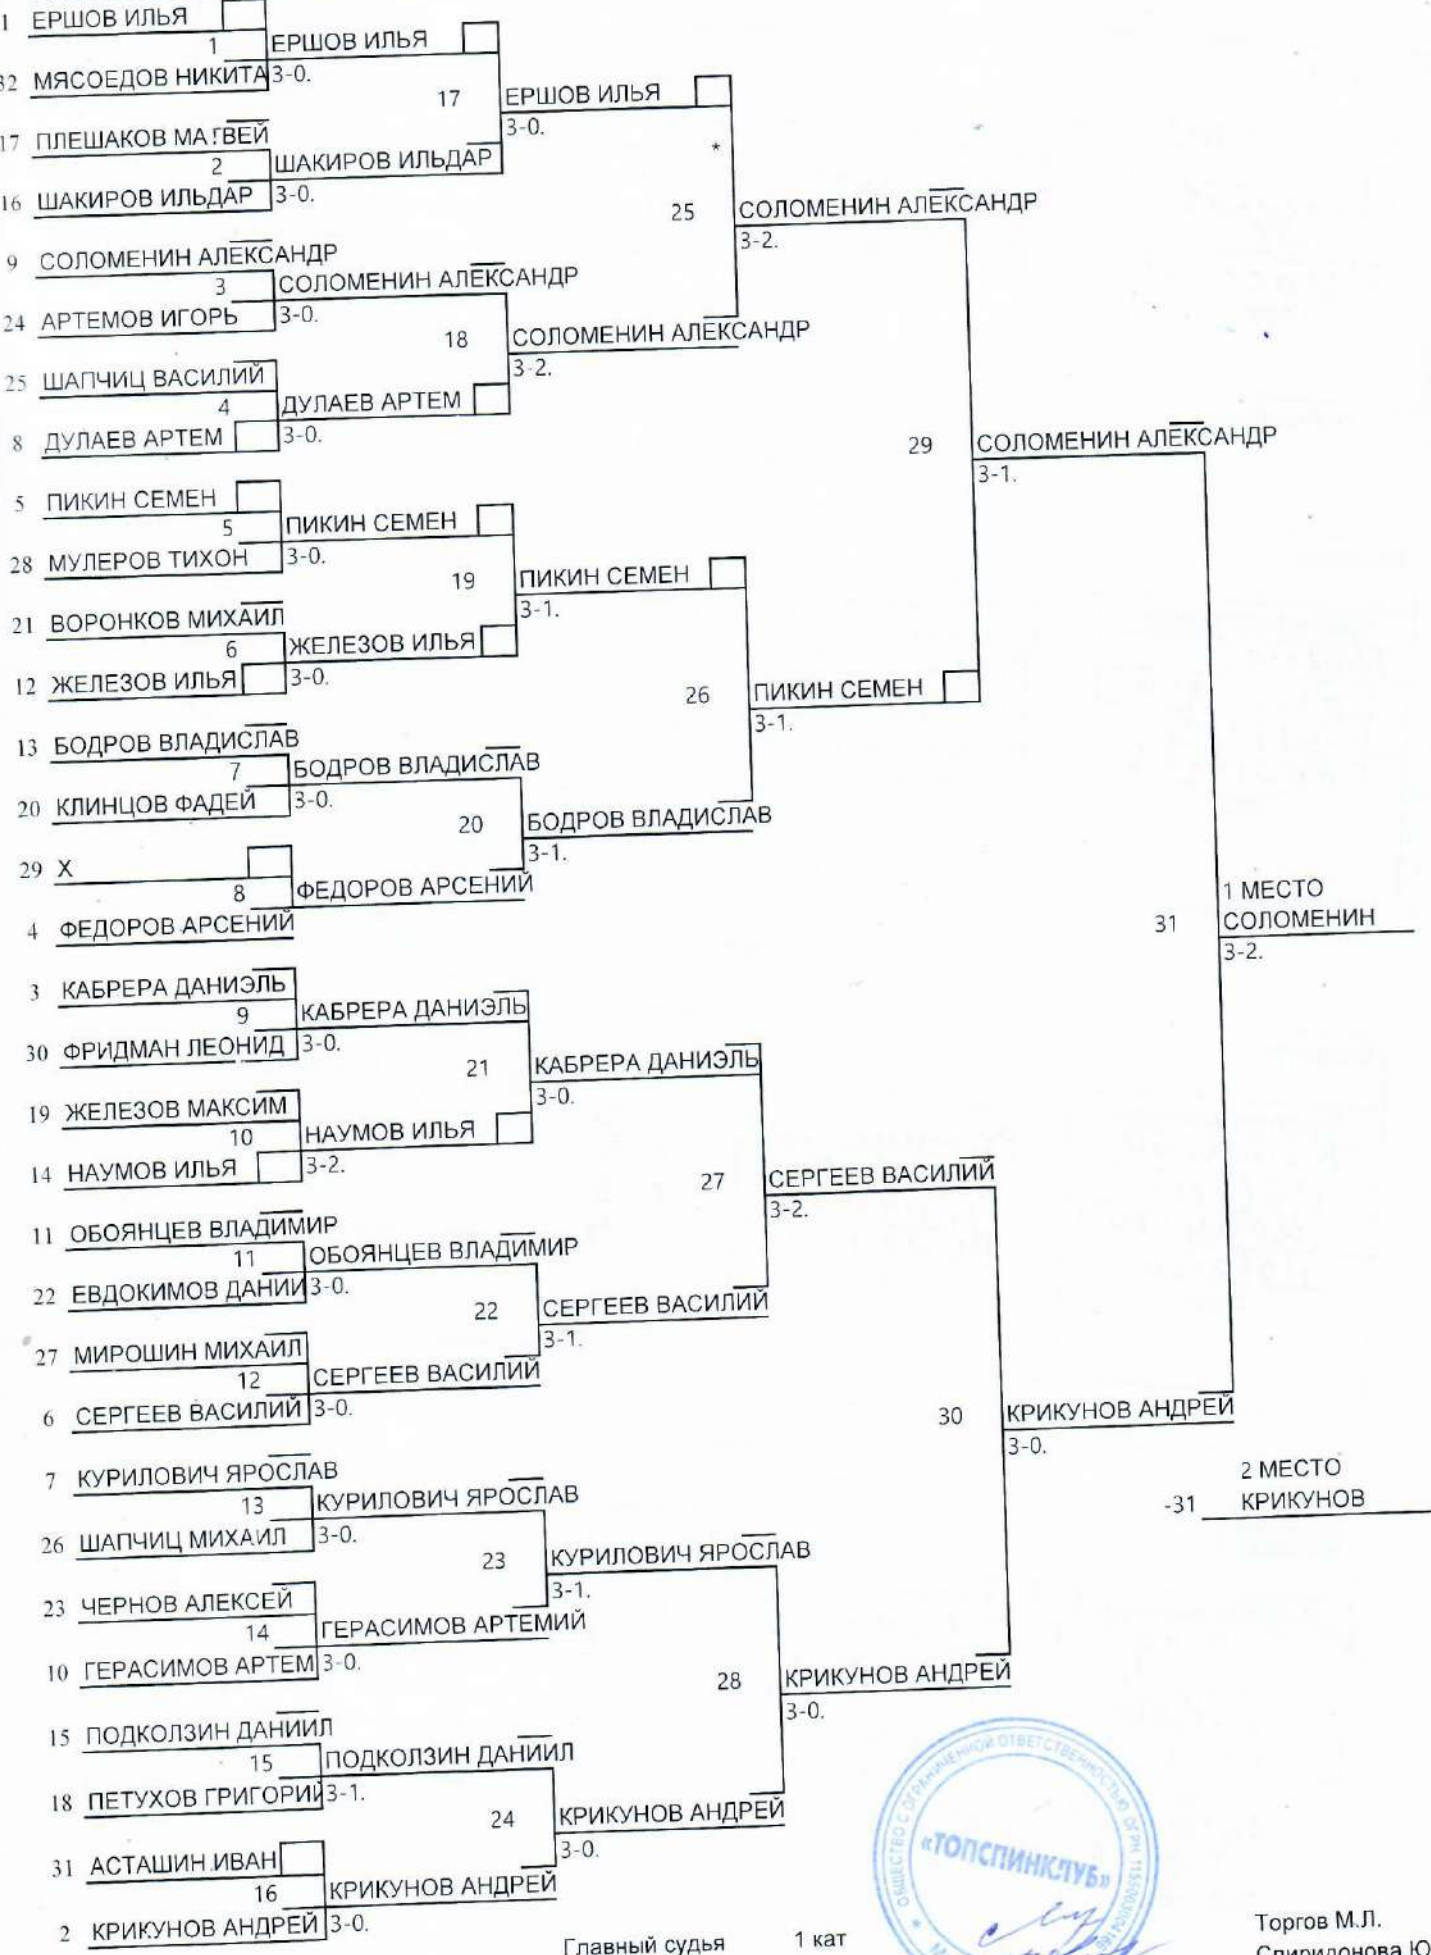 1 ЕРШОВ ИЛЬЯ
1 ЕРШОВ ИЛЬЯ
32 МЯСОЕДОВ НИКИТА 3-0.
17 ЕРШОВ ИЛЬЯ
3-0.
17 ПЛЕШАКОВ МАТВЕЙ
2 ШАКИРОВ ИЛЬДАР
16 ШАКИРОВ ИЛЬДАР 3-0.
*
25 СОЛОМЕНИН АЛЕКСАНДР
3-2.
9 СОЛОМЕНИН АЛЕКСАНДР
3 СОЛОМЕНИН АЛЕКСАНДР
24 АРТЕМОВ ИГОРЬ 3-0.
18 СОЛОМЕНИН АЛЕКСАНДР
3-2.
25 ШАПЧИЦ ВАСИЛИЙ
4 ДУЛАЕВ АРТЕМ
8 ДУЛАЕВ АРТЕМ 3-0.
29 СОЛОМЕНИН АЛЕКСАНДР
3-1.
5 ПИКИН СЕМЕН
5 ПИКИН СЕМЕН
28 МУЛЕРОВ ТИХОН 3-0.
19 ПИКИН СЕМЕН
3-1.
21 ВОРОНКОВ МИХАИЛ
6 ЖЕЛЕЗОВ ИЛЬЯ
12 ЖЕЛЕЗОВ ИЛЬЯ 3-0.
26 ПИКИН СЕМЕН
3-1.
13 БОДРОВ ВЛАДИСЛАВ
7 БОДРОВ ВЛАДИСЛАВ
20 КЛИНЦОВ ФАДЕЙ 3-0.
20 БОДРОВ ВЛАДИСЛАВ
3-1.
29 X
8 ФЕДОРОВ АРСЕНИЙ
4 ФЕДОРОВ АРСЕНИЙ
1 МЕСТО
31 СОЛОМЕНИН
3-2.
3 КАБРЕРА ДАНИЭЛЬ
9 КАБРЕРА ДАНИЭЛЬ
30 ФРИДМАН ЛЕОНИД 3-0.
21 КАБРЕРА ДАНИЭЛЬ
3-0.
19 ЖЕЛЕЗОВ МАКСИМ
10 НАУМОВ ИЛЬЯ
14 НАУМОВ ИЛЬЯ 3-2.
27 СЕРГЕЕВ ВАСИЛИЙ
3-2.
11 ОБОЯНЦЕВ ВЛАДИМИР
11 ОБОЯНЦЕВ ВЛАДИМИР
22 ЕВДОКИМОВ ДАНИИ 3-0.
22 СЕРГЕЕВ ВАСИЛИЙ
3-1.
27 МИРОШИН МИХАИЛ
12 СЕРГЕЕВ ВАСИЛИЙ
6 СЕРГЕЕВ ВАСИЛИЙ 3-0.
30 КРИКУНОВ АНДРЕЙ
3-0.
7 КУРИЛОВИЧ ЯРОСЛАВ
2 МЕСТО
-31 КРИКУНОВ
13 КУРИЛОВИЧ ЯРОСЛАВ
26 ШАПЧИЦ МИХАИЛ 3-0.
23 КУРИЛОВИЧ ЯРОСЛАВ
3-1.
23 ЧЕРНОВ АЛЕКСЕЙ
14 ГЕРАСИМОВ АРТЕМИЙ
10 ГЕРАСИМОВ АРТЕМ 3-0.
28 КРИКУНОВ АНДРЕЙ
3-0.
15 ПОДКОЛЗИН ДАНИИЛ
15 ПОДКОЛЗИН ДАНИИЛ
18 ПЕТУХОВ ГРИГОРИЙ 3-1.
24 КРИКУНОВ АНДРЕЙ
3-0.
31 АСТАШИН ИВАН
16 КРИКУНОВ АНДРЕЙ
2 КРИКУНОВ АНДРЕЙ 3-0.
ОБЩЕСТВО С ОГРАНИЧЕННОЙ ОТВЕТСТВЕННОСТЬЮ ОГРН
«ТОПСПИНКЛУБ»
Главный судья 1 кат
Торгов М.Л.
Спиридонова Ю